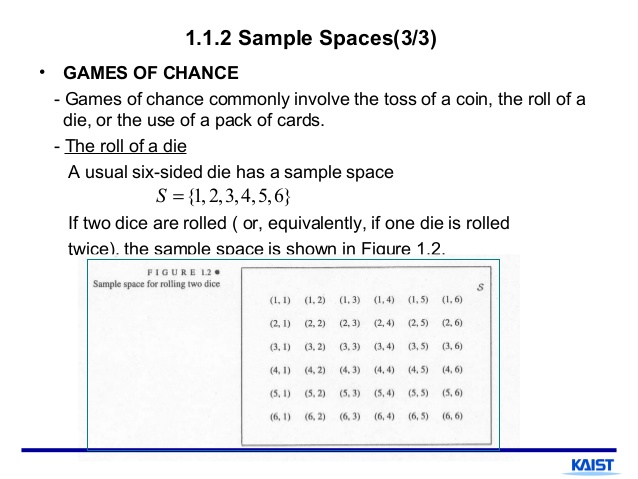 1.1.2 Sample Spaces(3/3)
• GAMES OF CHANCE
- Games of chance commonly involve the toss of a coin, the roll of a
die, or the use of a pack of cards.
- The roll of a die
A usual six-sided die has a sample space
S = {1, 2, 3, 4, 5, 6}
If two dice are rolled ( or, equivalently, if one die is rolled
twice), the sample space is shown in Figure 1.2.
FIGURE 1.2 •
Sample space for rolling two dice
S
(1, 1) (1, 2) (1, 3) (1, 4) (1, 5) (1, 6)
(2, 1) (2, 2) (2, 3) (2, 4) (2, 5) (2, 6)
(3, 1) (3, 2) (3, 3) (3, 4) (3, 5) (3, 6)
(4, 1) (4, 2) (4, 3) (4, 4) (4, 5) (4, 6)
(5, 1) (5, 2) (5, 3) (5, 4) (5, 5) (5, 6)
(6, 1) (6, 2) (6, 3) (6, 4) (6, 5) (6, 6)
KAIST